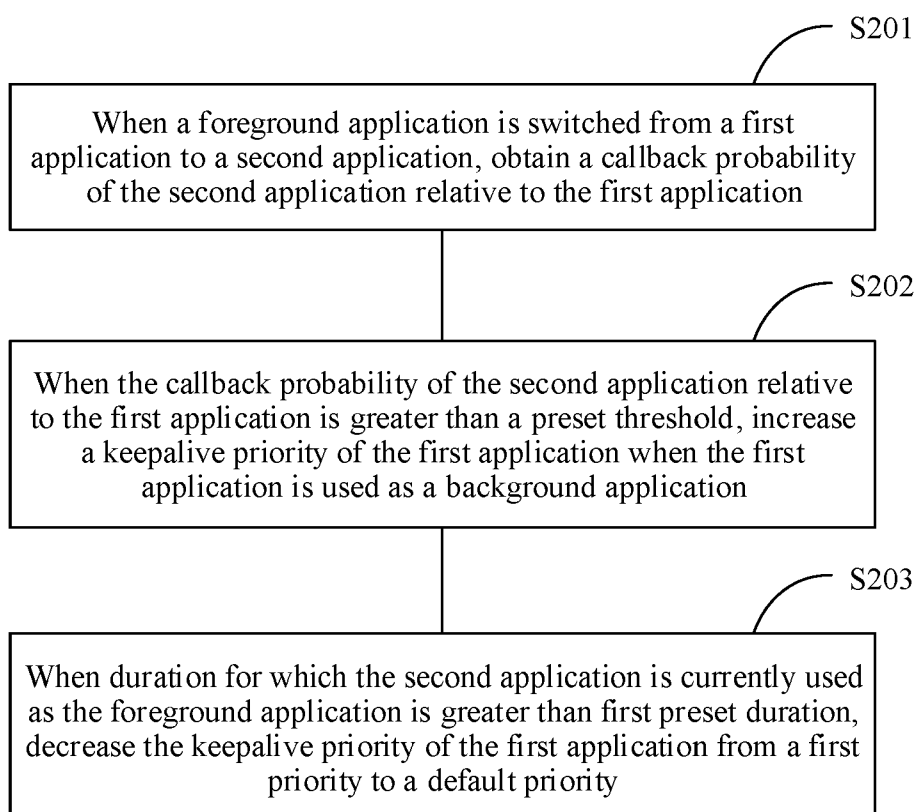 S201
When a foreground application is switched from a first
application to a second application, obtain a callback probability
of the second application relative to the first application
S202
When the callback probability of the second application relative
to the first application is greater than a preset threshold, increase
a keepalive priority of the first application when the first
application is used as a background application
S203
When duration for which the second application is currently used
as the foreground application is greater than first preset duration,
decrease the keepalive priority of the first application from a first
priority to a default priority